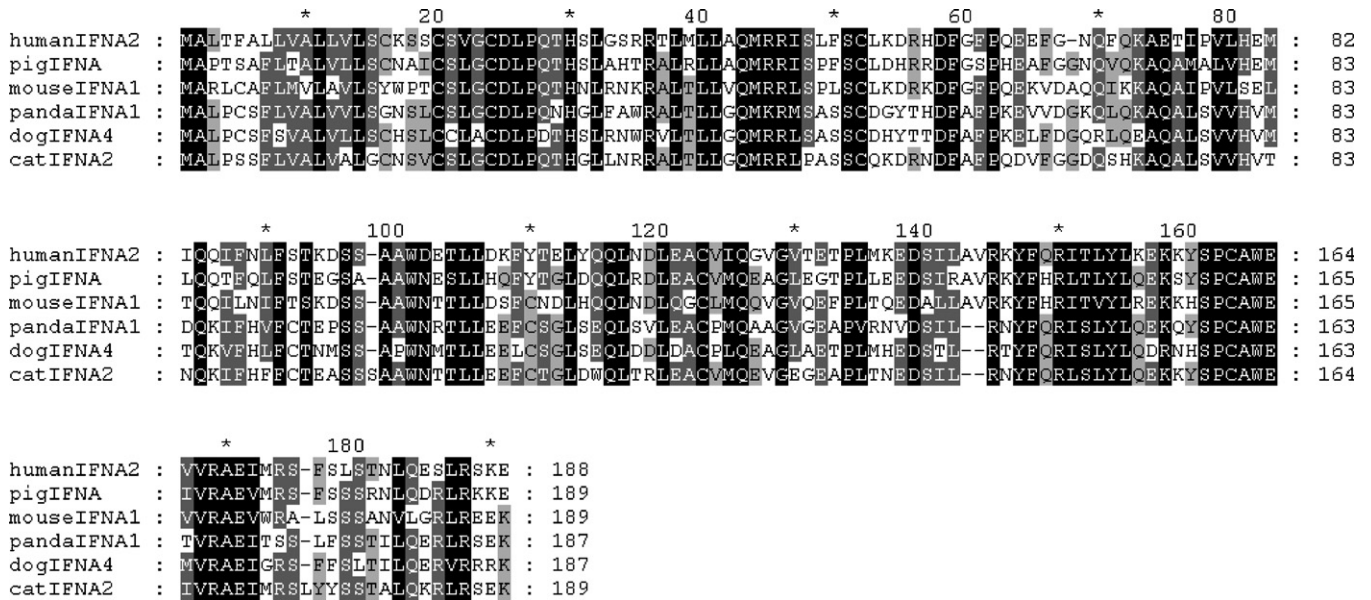 * 20 * 40 * 60 * 80
humanIFNA2 : MALTFALLVALLVLSCKSSCSVGCDLPQTHSLGSRRTLMLLAQMRRISLFSCLKDRHDFGFPQEEFG-NQFQKAETIPVLHEM : 82
pigIFNA : MAPTSAFLTALVLLSCNAICSLGCDLPQTHSLAHTRALRLLAQMRRISPFSCLDHRRDFGSPHEAFGGNQVQKAQAMALVHEM : 83
mouseIFNA1 : MARLCAFLMVLAVLSYWPTCSLGCDLPQTHNLRNKRALTLLVQMRRLSPLSCLKDRKDFGFPQEKVDAQQIKKAQAIPVLSEL : 83
pandaIFNA1 : MALPCSFLVALVVLSGNSLCSLGCDLPQNHGLFAWRALTLLGQMKRMSASSCDGYTHDFAFPKEVVDGKQLQKAQALSVVHVM : 83
dogIFNA4 : MALPCSFSVALVLLSCHSLCCLACDLPDTHSLRNWRVLTLLGQMRRLSASSCDHYTTDFAFPKELFDGQRLQEAQALSVVHVM : 83
catIFNA2 : MALPSSFLVALVALGCNSVCSLGCDLPQTHGLLNRRALTLLGQMRRLPASSCQKDRNDFAFPQDVFGGDQSHKAQALSVVHVT : 83
* 100 * 120 * 140 * 160
humanIFNA2 : IQQIFNLFSTKDSS-AAWDETLLDKFYTELYQQLNDLEACVIQGVGVTETPLMKEDSILAVRKYFQRITLYLKEKKYSPCAWE : 164
pigIFNA : LQQTFQLFSTEGSA-AAWNESLLHQFYTGLDQQLRDLEACVMQEAGLEGTPLLEEDSIRAVRKYFHRLTLYLQEKSYSPCAWE : 165
mouseIFNA1 : TQQILNIFTSKDSS-AAWNTTLLDSFCNDLHQQLNDLQGCLMQQVGVQEFPLTQEDALLAVRKYFHRITVYLREKKHSPCAWE : 165
pandaIFNA1 : DQKIFHVFCTEPSS-AAWNRTLLEEFCSGLSEQLSVLEACPMQAAGVGEAPVRNVDSIL--RNYFQRISLYLQEKQYSPCAWE : 163
dogIFNA4 : TQKVFHLFCTNMSS-APWNMTLLEELCSGLSEQLDDLDACPLQEAGLAETPLMHEDSTL--RTYFQRISLYLQDRNHSPCAWE : 163
catIFNA2 : NQKIFHFFCTEASSSAAWNTTLLEEFCTGLDWQLTRLEACVMQEVGEGEAPLTNEDSIL--RNYFQRLSLYLQEKKYSPCAWE : 164
* 180 *
humanIFNA2 : VVRAEIMRS-FSLSTNLQESLRSKE : 188
pigIFNA : IVRAEVMRS-FSSSRNLQDRLRKKE : 189
mouseIFNA1 : VVRAEVWRA-LSSSANVLGRLREEK : 189
pandaIFNA1 : TVRAEITSS-LFSSTILQERLRSEK : 187
dogIFNA4 : MVRAEIGRS-FFSLTILQERVRRRK : 187
catIFNA2 : IVRAEIMRSLYYSSTALQKRLRSEK : 189